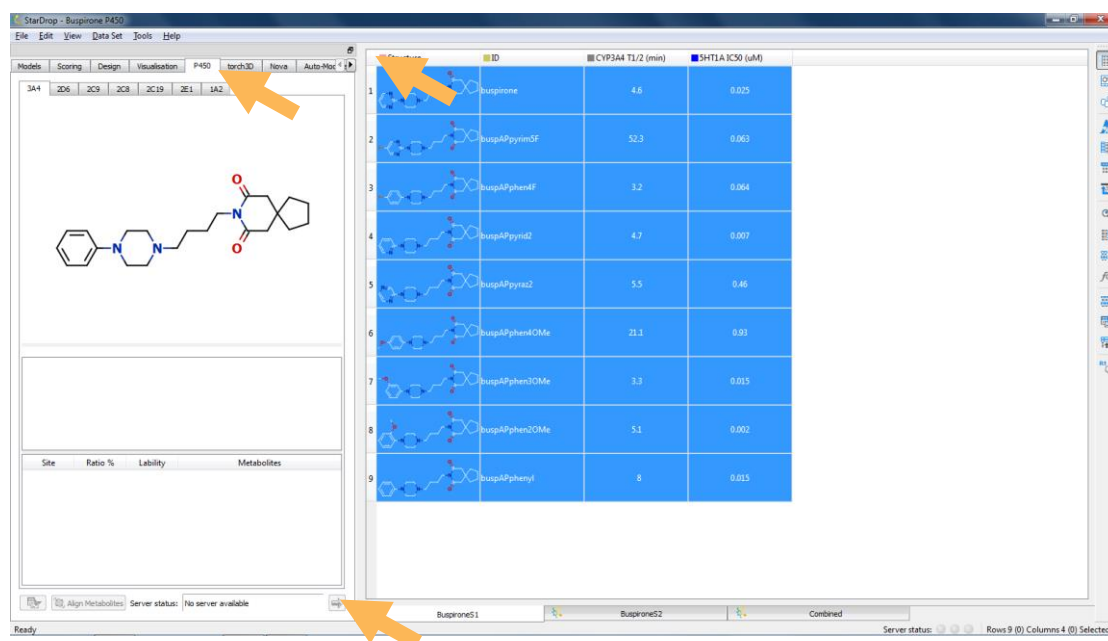 StarDrop - Buspirone P450
File Edit View Data Set Tools Help
Models Scoring Design Visualisation P450 torch3D Nova
3A4 2D6 2C9 2C8 2C19 2E1 1A2
O
N
N
N
O
Site Ratio % Lability Metabolites
Align Metabolites Server status: No server available
ID CYP3A4 T1/2 (min) 5HT1A IC50 (uM)
1 buspirone 4.6 0.025
2 buspAPpyrim5F 52.3 0.063
3 buspAPphen4F 3.2 0.064
4 buspAPpyrid2 4.7 0.007
5 buspAPpyraz2 5.5 0.46
6 buspAPphen4OMe 21.1 0.93
7 buspAPphen3OMe 3.3 0.015
8 buspAPphen2OMe 5.1 0.002
9 buspAPphenyl 8 0.015
BuspironeS1 BuspironeS2 Combined
Ready
Server status: Rows 9 (0) Columns 4 (0) Selected